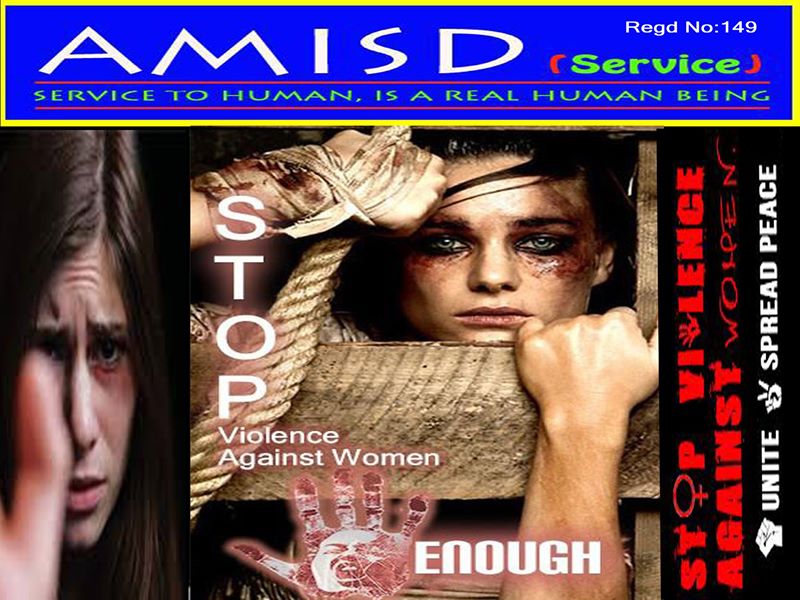 Regd No:149
AMISD
(Service)
SERVICE TO HUMAN, IS A REAL HUMAN BEING
STOP
Violence
Against Women
ENOUGH
STOP VIOLENCE
AGAINST WOMEN
UNITE SPREAD PEACE